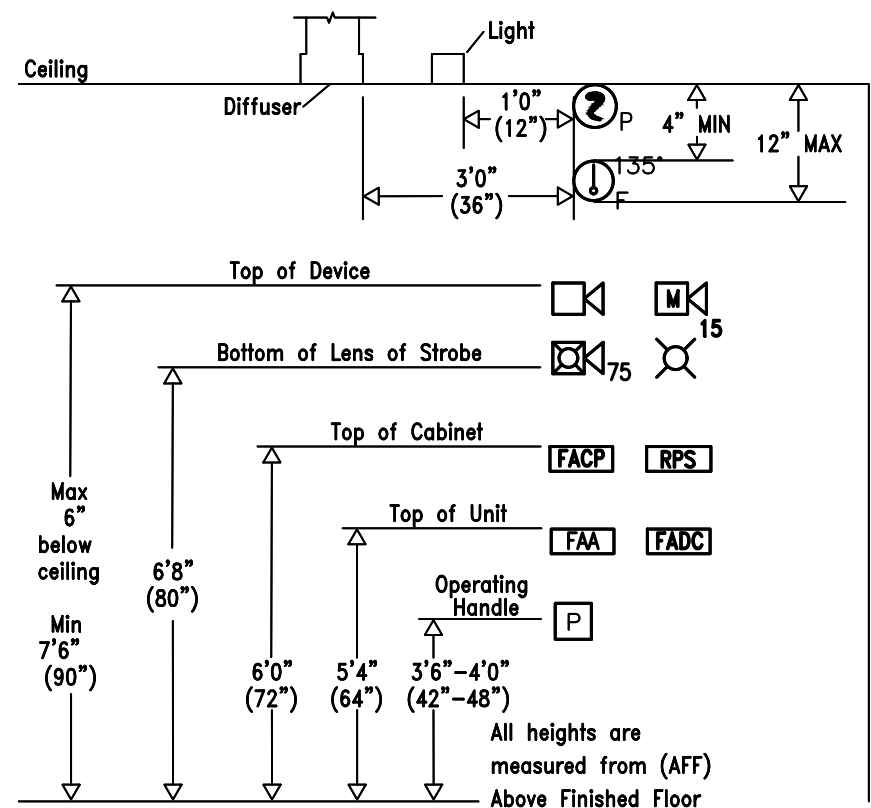 Light
Ceiling
Diffuser
1'0"
(12")
P
4" MIN
12" MAX
135°
F
3'0"
(36")
Top of Device
M
15
Bottom of Lens of Strobe
75
Top of Cabinet
FACP RPS
Max
6"
below
ceiling
Top of Unit
FAA FADC
6'8"
(80")
Operating
Handle
P
Min
7'6"
(90")
6'0"
(72")
5'4"
(64")
3'6"-4'0"
(42"-48")
All heights are
measured from (AFF)
Above Finished Floor